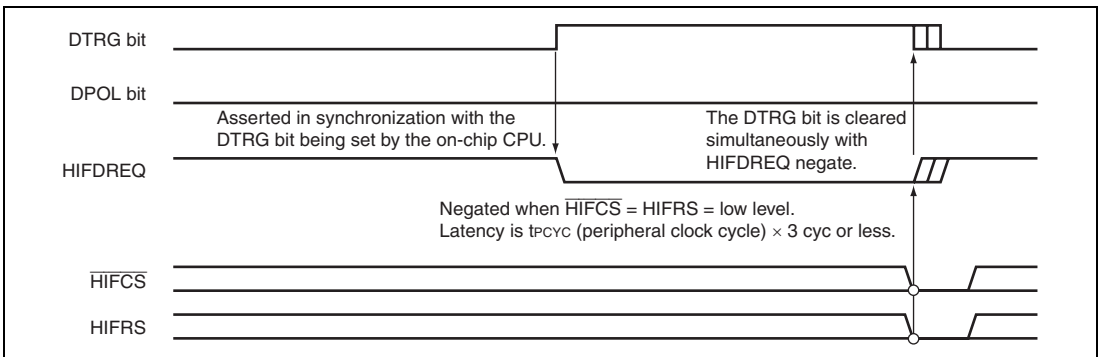 DTRG bit
DPOL bit
Asserted in synchronization with the
DTRG bit being set by the on-chip CPU.
The DTRG bit is cleared
simultaneously with
HIFDREQ negate.
HIFDREQ
Negated when HIFCS = HIFRS = low level.
Latency is tPCYC (peripheral clock cycle) × 3 cyc or less.
HIFCS
HIFRS